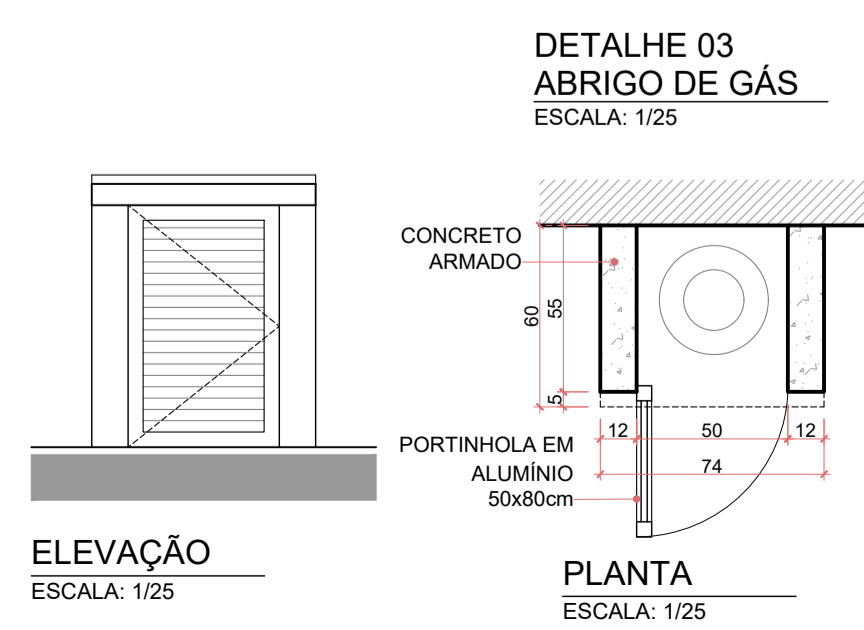 DETALHE 03
ABRIGO DE GÁS
ESCALA: 1/25
CONCRETO
ARMADO
60
55
5
12
50
12
74
PORTINHOLA EM
ALUMÍNIO
50x80cm
ELEVAÇÃO
ESCALA: 1/25
PLANTA
ESCALA: 1/25